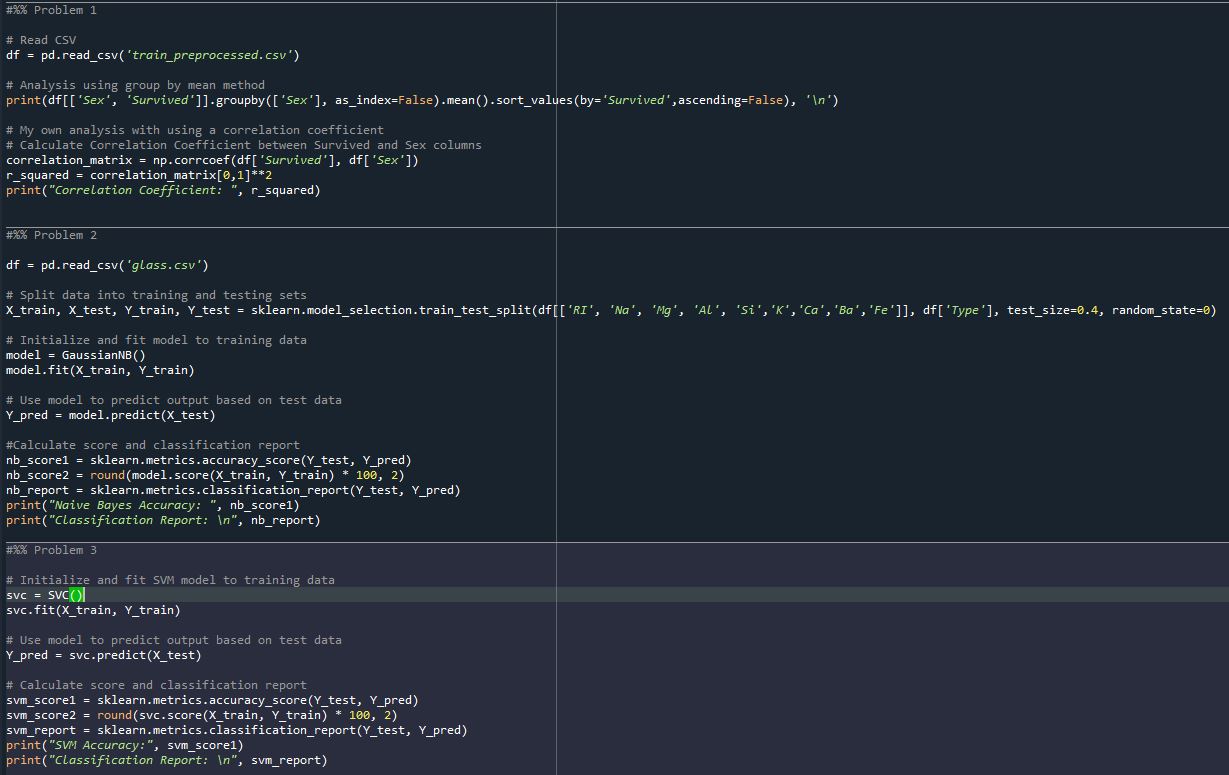 #%% Problem 1
# Read CSV
df = pd.read_csv('train_preprocessed.csv')
# Analysis using group by mean method
print(df[['Sex', 'Survived']].groupby(['Sex'], as_index=False).mean().sort_values(by='Survived',ascending=False), '\n')
# My own analysis with using a correlation coefficient
# Calculate Correlation Coefficient between Survived and Sex columns
correlation_matrix = np.corrcoef(df['Survived'], df['Sex'])
r_squared = correlation_matrix[0,1]**2
print("Correlation Coefficient: ", r_squared)
#%% Problem 2
df = pd.read_csv('glass.csv')
# Split data into training and testing sets
X_train, X_test, Y_train, Y_test = sklearn.model_selection.train_test_split(df[['RI', 'Na', 'Mg', 'Al', 'Si','K','Ca','Ba','Fe']], df['Type'], test_size=0.4, random_state=0)
# Initialize and fit model to training data
model = GaussianNB()
model.fit(X_train, Y_train)
# Use model to predict output based on test data
Y_pred = model.predict(X_test)
#Calculate score and classification report
nb_score1 = sklearn.metrics.accuracy_score(Y_test, Y_pred)
nb_score2 = round(model.score(X_train, Y_train) * 100, 2)
nb_report = sklearn.metrics.classification_report(Y_test, Y_pred)
print("Naive Bayes Accuracy: ", nb_score1)
print("Classification Report: \n", nb_report)
#%% Problem 3
# Initialize and fit SVM model to training data
svc = SVC()
svc.fit(X_train, Y_train)
# Use model to predict output based on test data
Y_pred = svc.predict(X_test)
# Calculate score and classification report
svm_score1 = sklearn.metrics.accuracy_score(Y_test, Y_pred)
svm_score2 = round(svc.score(X_train, Y_train) * 100, 2)
svm_report = sklearn.metrics.classification_report(Y_test, Y_pred)
print("SVM Accuracy:", svm_score1)
print("Classification Report: \n", svm_report)